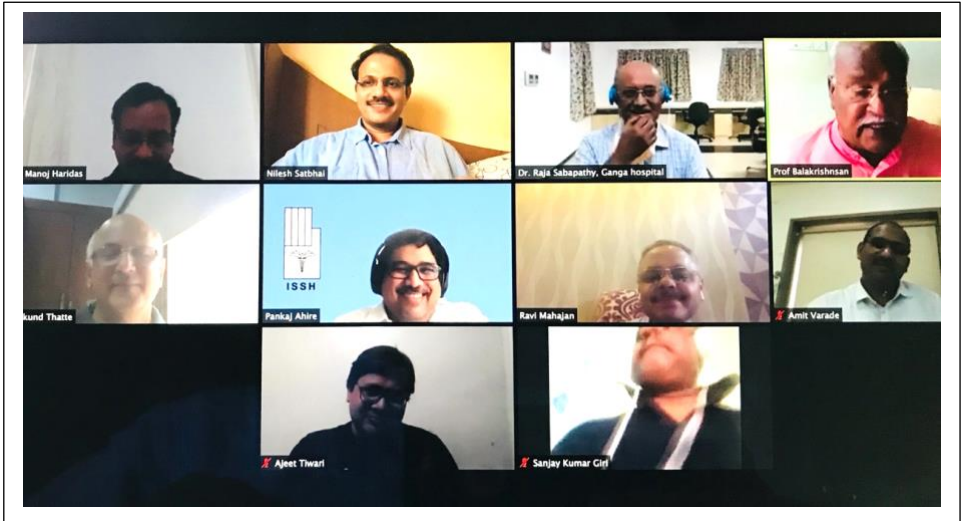 Manoj Haridas
Nilesh Satbhai
Dr. Raja Sabapathy, Ganga hospital
Prof Balakrishnsan
kund Thatte
ISSH
Pankaj Ahire
Ravi Mahajan
Amit Varade
Ajeet Tiwari
Sanjay Kumar Giri